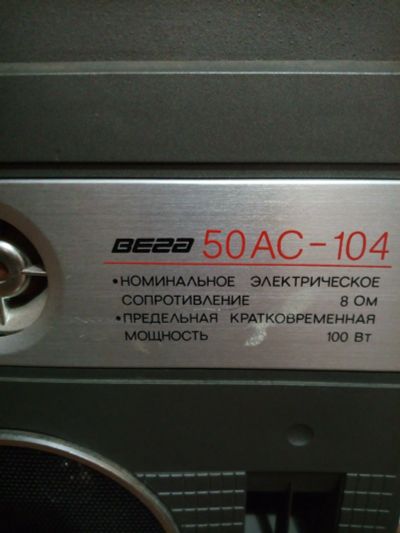 Вега 50АС-104
•НОМИНАЛЬНОЕ ЭЛЕКТРИЧЕСКОЕ
СОПРОТИВЛЕНИЕ 8 ОМ
•ПРЕДЕЛЬНАЯ КРАТКОВРЕМЕННАЯ
МОЩНОСТЬ 100 Вт